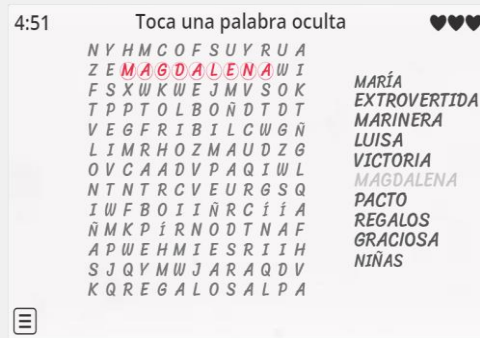 4:51
Toca una palabra oculta
N Y H M C O F S U Y R U A
Z E M A G D A L E N A W I
F S X W K W E J M V S O K
T P P T O L B O Ñ D T D T
V E G F R I B I L C W G Ñ
L I M R H O Z M A U D Z G
O V C A A D V P A Q I W L
N T N T R C V E U R G S Q
I W F B O I I Ñ R C Í Í A
Ñ M K P Í R N O D T N A F
A P W E H M I E S R I I H
S J Q Y M W J A R A Q D V
K Q R E G A L O S A L P A
MARÍA
EXTROVERTIDA
MARINERA
LUISA
VICTORIA
MAGDALENA
PACTO
REGALOS
GRACIOSA
NIÑAS